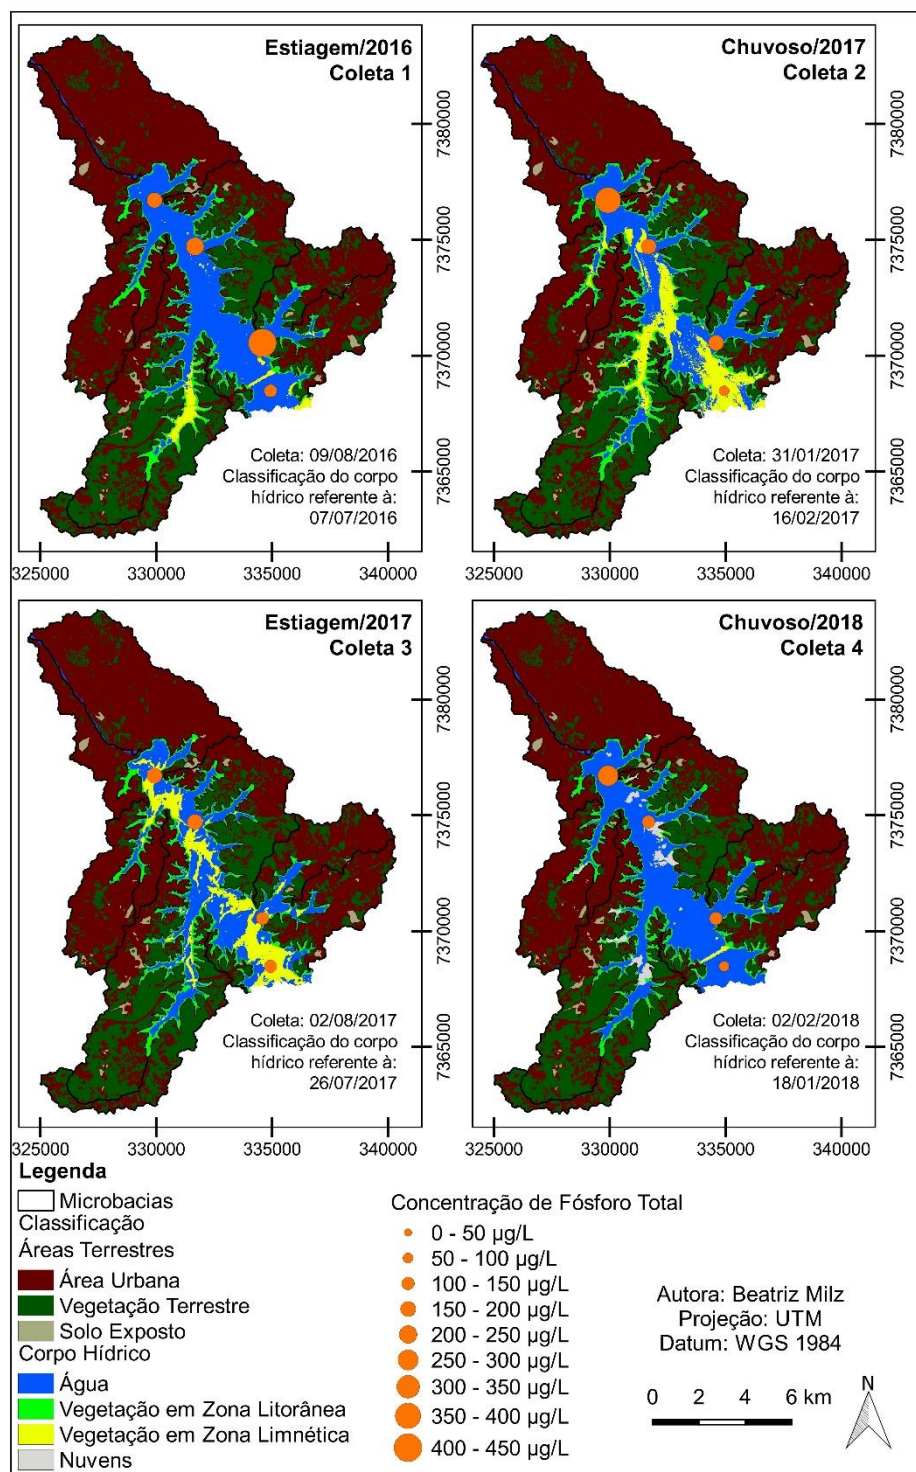 Estiagem/2016
Coleta 1
7380000
7375000
7370000
7365000
Coleta: 09/08/2016
Classificação do corpo
hídrico referente à:
07/07/2016
325000 330000 335000 340000
Chuvoso/2017
Coleta 2
7380000
7375000
7370000
7365000
Coleta: 31/01/2017
Classificação do corpo
hídrico referente à:
16/02/2017
325000 330000 335000 340000
Estiagem/2017
Coleta 3
7380000
7375000
7370000
7365000
Coleta: 02/08/2017
Classificação do corpo
hídrico referente à:
26/07/2017
325000 330000 335000 340000
Chuvoso/2018
Coleta 4
7380000
7375000
7370000
7365000
Coleta: 02/02/2018
Classificação do corpo
hídrico referente à:
18/01/2018
325000 330000 335000 340000
Legenda
Microbacias
Classificação
Áreas Terrestres
Área Urbana
Vegetação Terrestre
Solo Exposto
Corpo Hídrico
Água
Vegetação em Zona Litorânea
Vegetação em Zona Limnética
Nuvens
Concentração de Fósforo Total
0 - 50 µg/L
50 - 100 µg/L
100 - 150 µg/L
150 - 200 µg/L
200 - 250 µg/L
250 - 300 µg/L
300 - 350 µg/L
350 - 400 µg/L
400 - 450 µg/L
Autora: Beatriz Milz
Projeção: UTM
Datum: WGS 1984
0 2 4 6 km
N